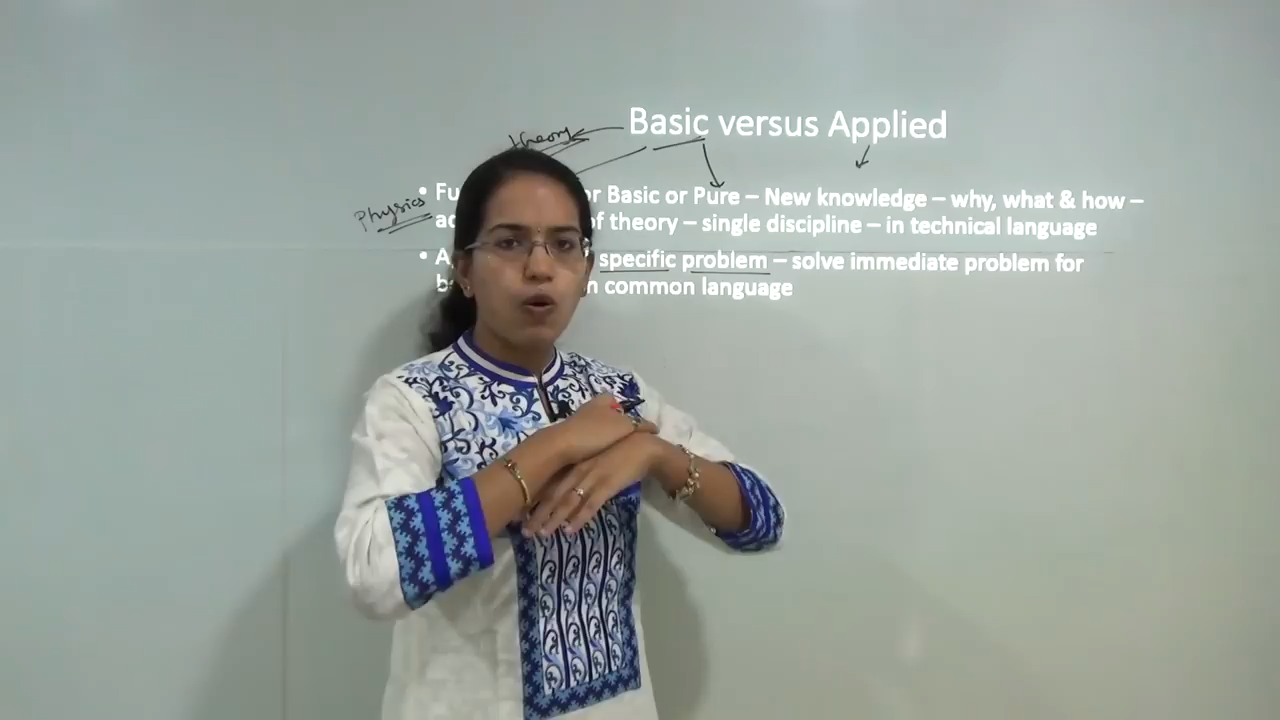 Basic versus Applied
theory
• Fu or Basic or Pure – New knowledge – why, what & how –
Physics
ad of theory – single discipline – in technical language
• A specific problem – solve immediate problem for
b n common language